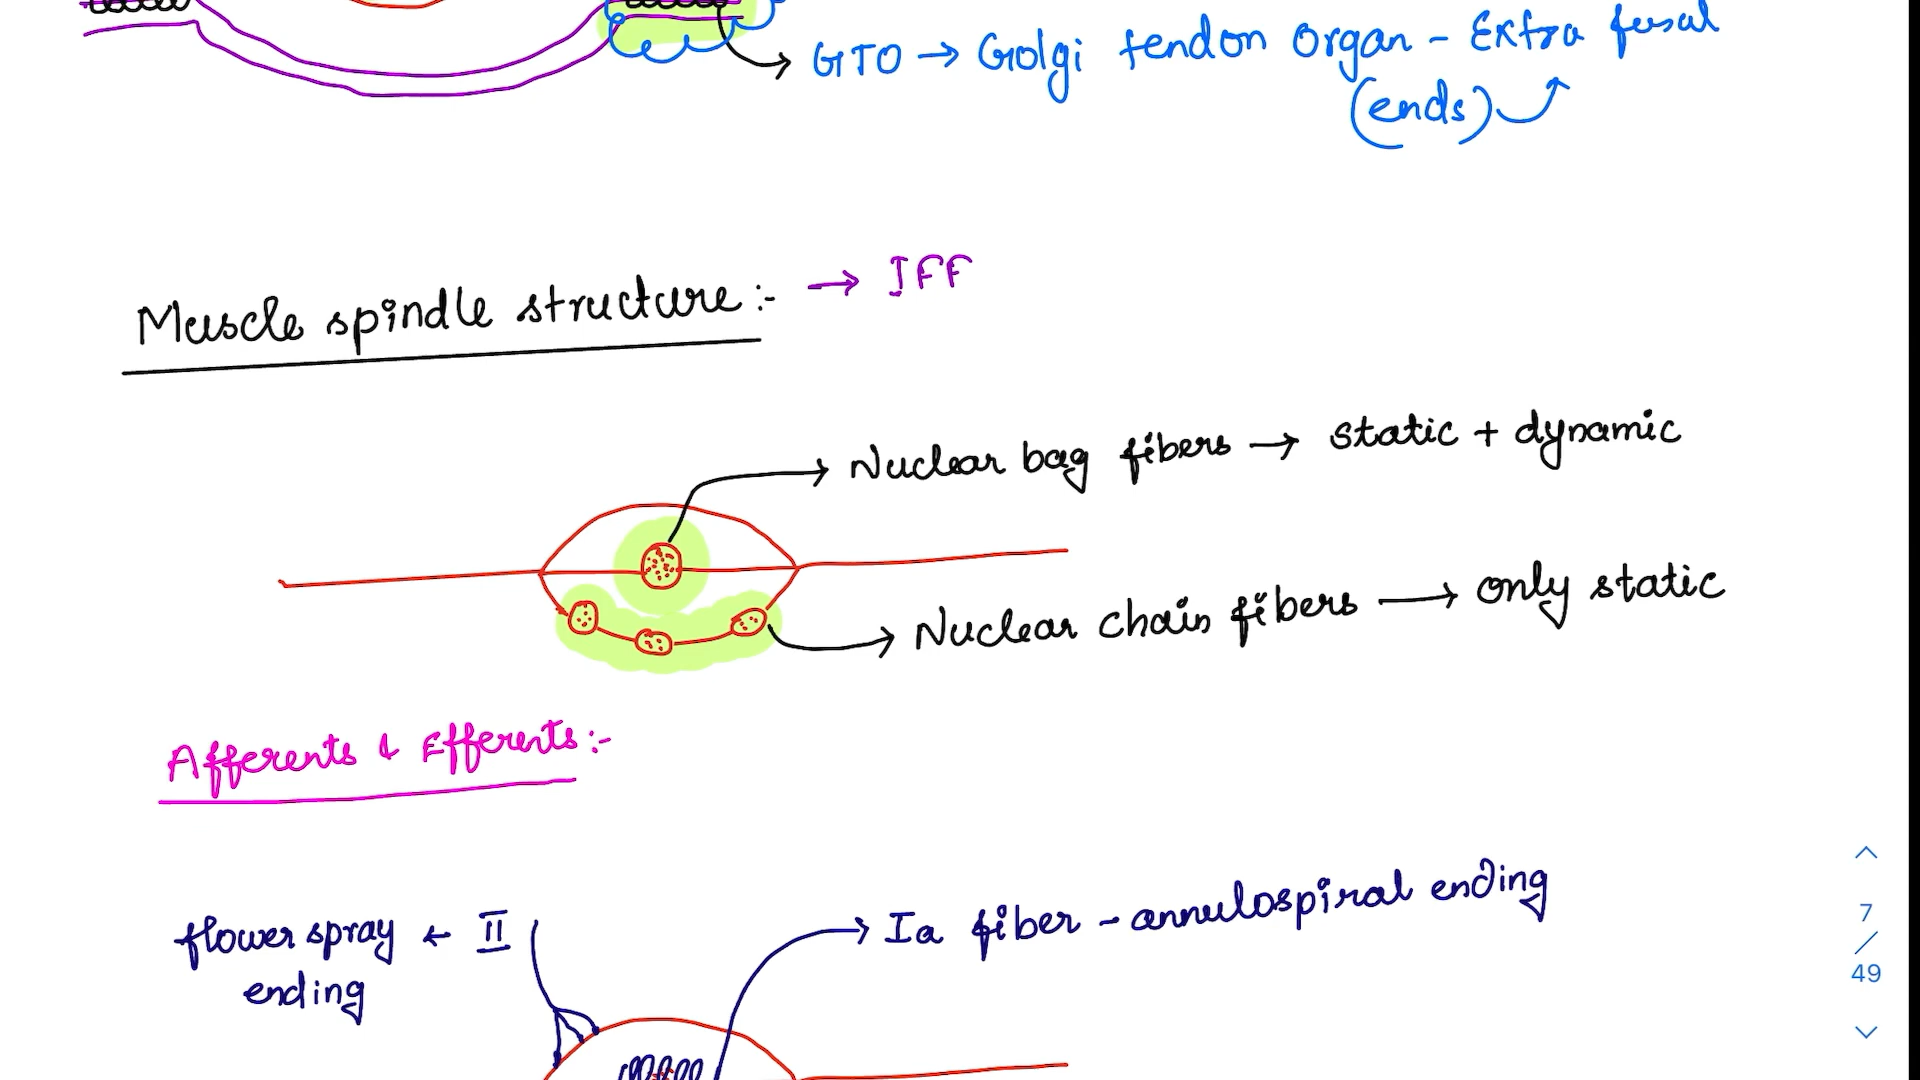 GTO → Golgi tendon organ - Extra fusal
(ends)
Muscle spindle structure :- → IFF
Nuclear bag fibers → static + dynamic
Nuclear chain fibers → only static
Afferents & Efferents :-
flower spray ← II
ending
Ia fiber - annulospiral ending
7
/
49